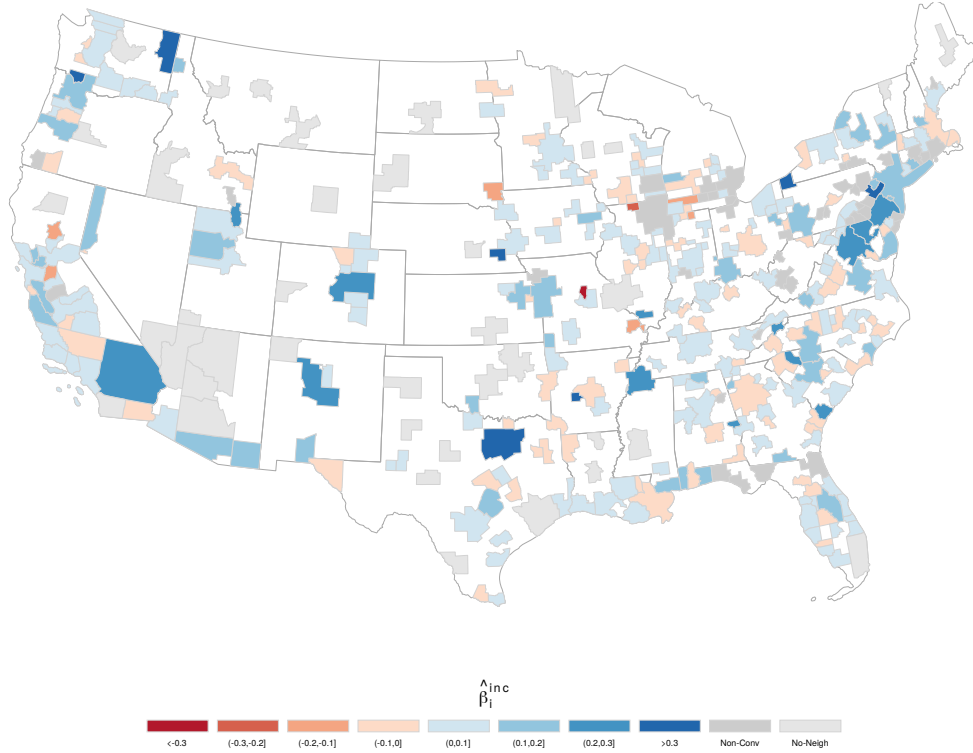 β̂ᵢⁱⁿᶜ
<-0.3 (-0.3,-0.2] (-0.2,-0.1] (-0.1,0] (0,0.1] (0.1,0.2] (0.2,0.3] >0.3 Non-Conv No-Neigh